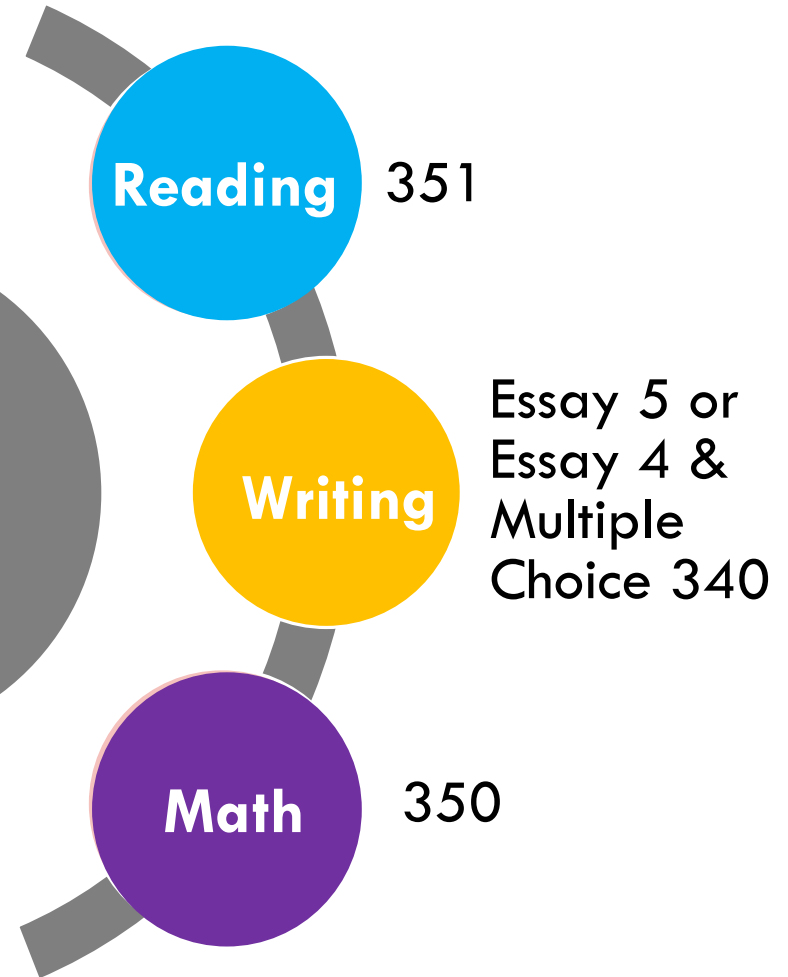 Reading
351
Writing
Essay 5 or
Essay 4 &
Multiple
Choice 340
Math
350